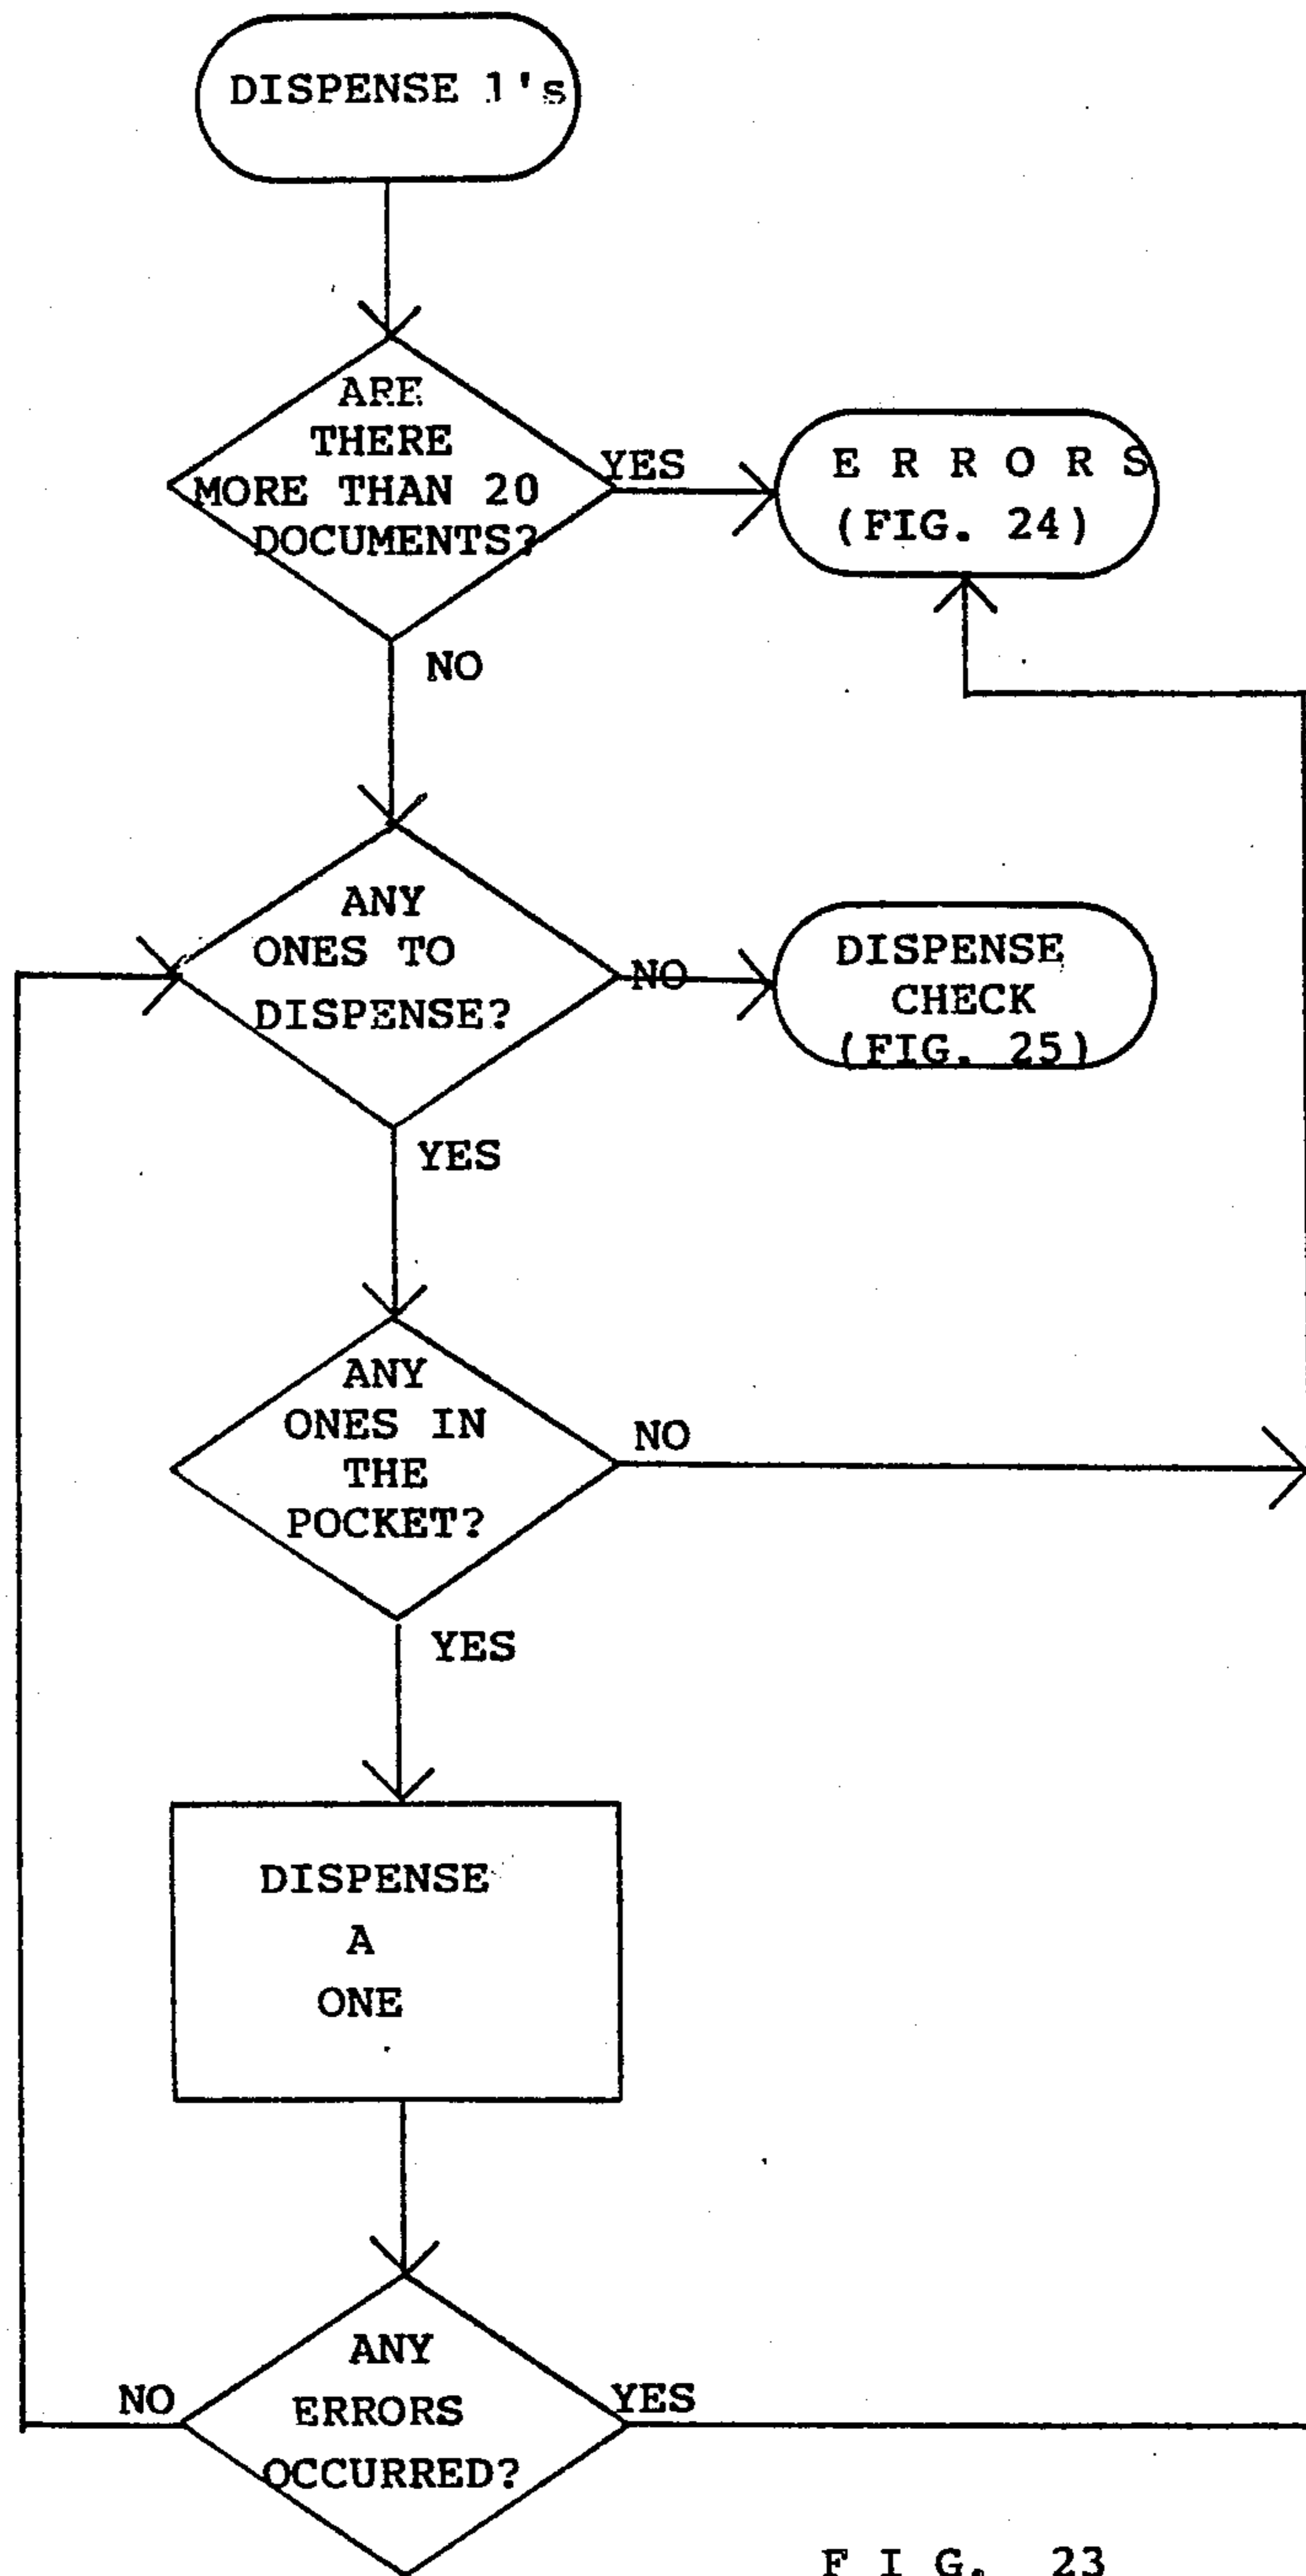 DISPENSE 1's
ARE
THERE
MORE THAN 20
DOCUMENTS?
YES
E R R O R S
(FIG. 24)
NO
ANY
ONES TO
DISPENSE?
NO
DISPENSE
CHECK
(FIG. 25)
YES
ANY
ONES IN
THE
POCKET?
NO
YES
DISPENSE
A
ONE
ANY
ERRORS
OCCURRED?
NO
YES
F I G. 23